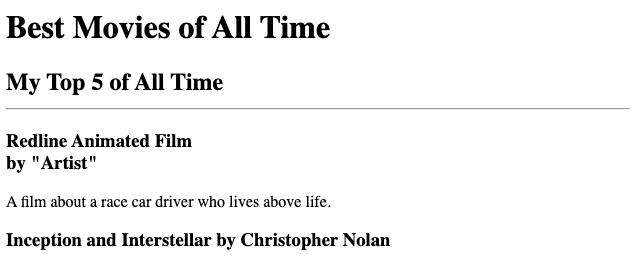 Best Movies of All Time
My Top 5 of All Time
Redline Animated Film
by "Artist"
A film about a race car driver who lives above life.
Inception and Interstellar by Christopher Nolan